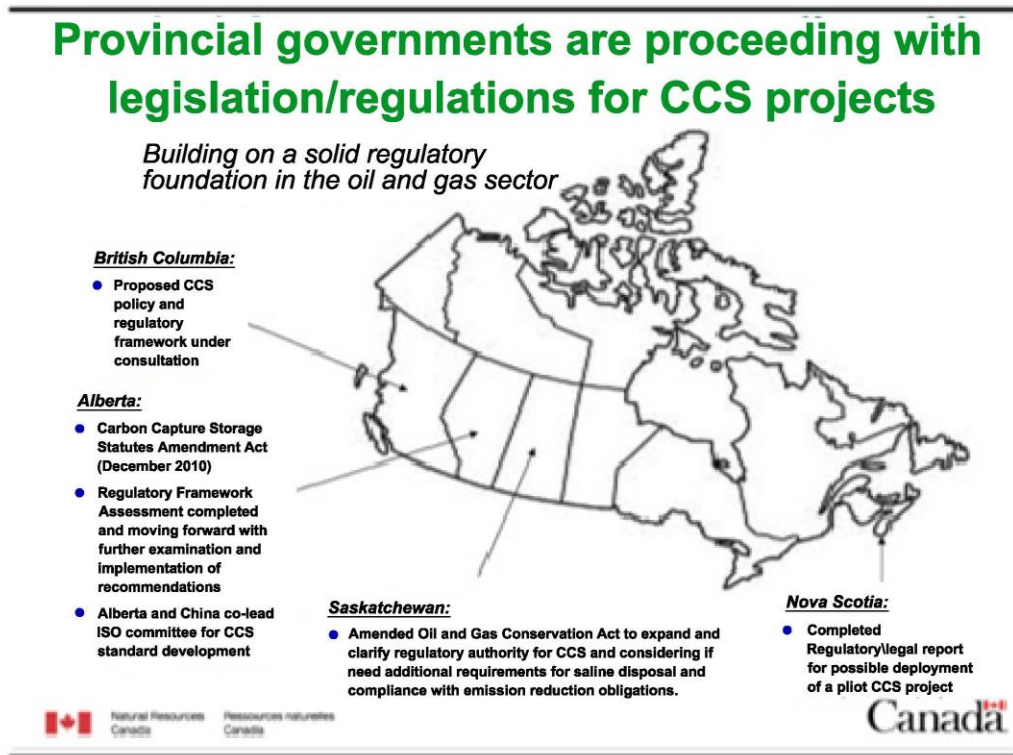 Provincial governments are proceeding with
legislation/regulations for CCS projects
Building on a solid regulatory
foundation in the oil and gas sector
British Columbia:
Proposed CCS
policy and
regulatory
framework under
consultation
Alberta:
Carbon Capture Storage
Statutes Amendment Act
(December 2010)
Regulatory Framework
Assessment completed
and moving forward with
further examination and
implementation of
recommendations
Alberta and China co-lead
ISO committee for CCS
standard development
Saskatchewan:
Amended Oil and Gas Conservation Act to expand and
clarify regulatory authority for CCS and considering if
need additional requirements for saline disposal and
compliance with emission reduction obligations.
Nova Scotia:
Completed
Regulatory\legal report
for possible deployment
of a pliot CCS project
Natural Resources
Canada
Ressources naturelles
Canada
Canada